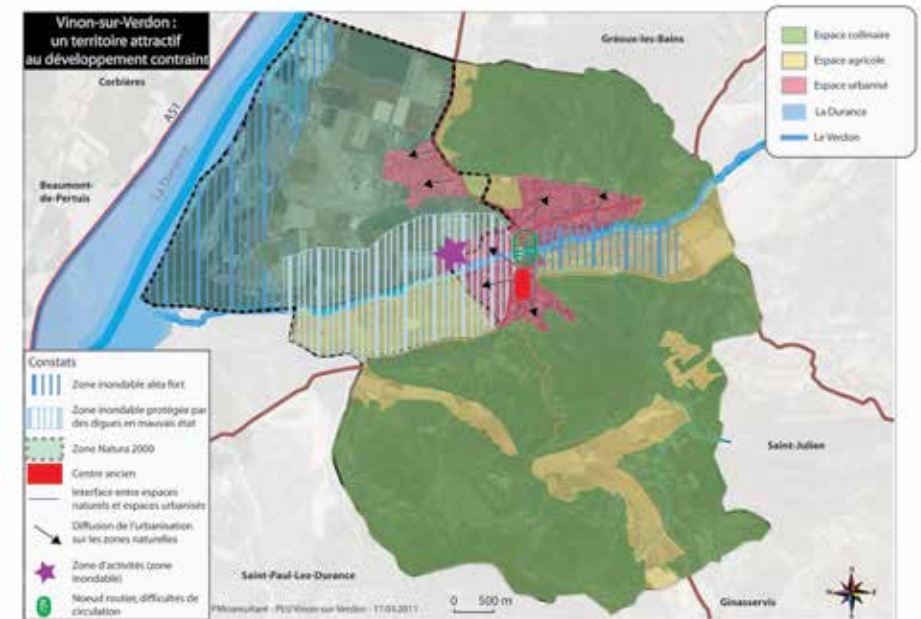 Vinon-sur-Verdon :
un territoire attractif
au développement contraint
Corbières
Gréoux-les-Bains
Espace collinaire
Espace agricole
Espace urbanisé
La Durance
Le Verdon
A51
La Durance
Beaumont-
de-Pertuis
Constats
Zone inondable aléa fort
Zone inondable protégée par
des digues en mauvais état
Zone Natura 2000
Centre ancien
Interface entre espaces
naturels et espaces urbanisés
Diffusion de l'urbanisation
sur les zones naturelles
Zone d'activités (zone
inondable)
Noeud routier, difficultés de
circulation
Saint-Julien
Saint-Paul-Lez-Durance
Ginasservis
PMconsultant - PLU Vinon-sur-Verdon - 17.03.2011
0 500 m